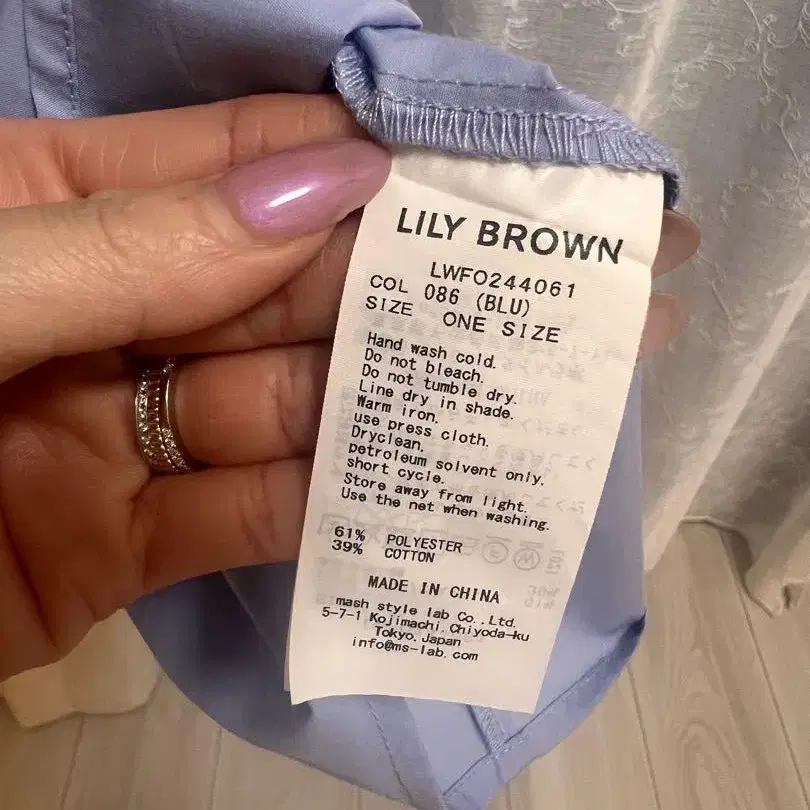 LILY BROWN
LWFO244061
COL 086 (BLU)
SIZE ONE SIZE
Hand wash cold.
Do not bleach.
Do not tumble dry.
Line dry in shade.
Warm iron.
use press cloth.
Dryclean.
petroleum solvent only.
short cycle.
Store away from light.
Use the net when washing.
61% POLYESTER
39% COTTON
MADE IN CHINA
mash style lab Co.,Ltd.
5-7-1 Kojimachi, Chiyoda-ku
Tokyo, Japan
info@ms-lab.com